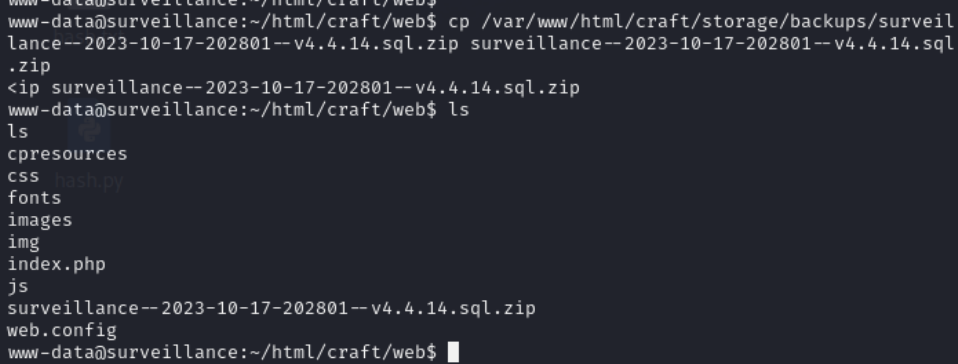 www-data@surveillance:~/html/craft/web$
www-data@surveillance:~/html/craft/web$ cp /var/www/html/craft/storage/backups/surveil
lance--2023-10-17-202801--v4.4.14.sql.zip surveillance--2023-10-17-202801--v4.4.14.sql
.zip
<ip surveillance--2023-10-17-202801--v4.4.14.sql.zip
www-data@surveillance:~/html/craft/web$ ls
ls
cpresources
css
hash.py
fonts
images
img
index.php
js
surveillance--2023-10-17-202801--v4.4.14.sql.zip
web.config
www-data@surveillance:~/html/craft/web$